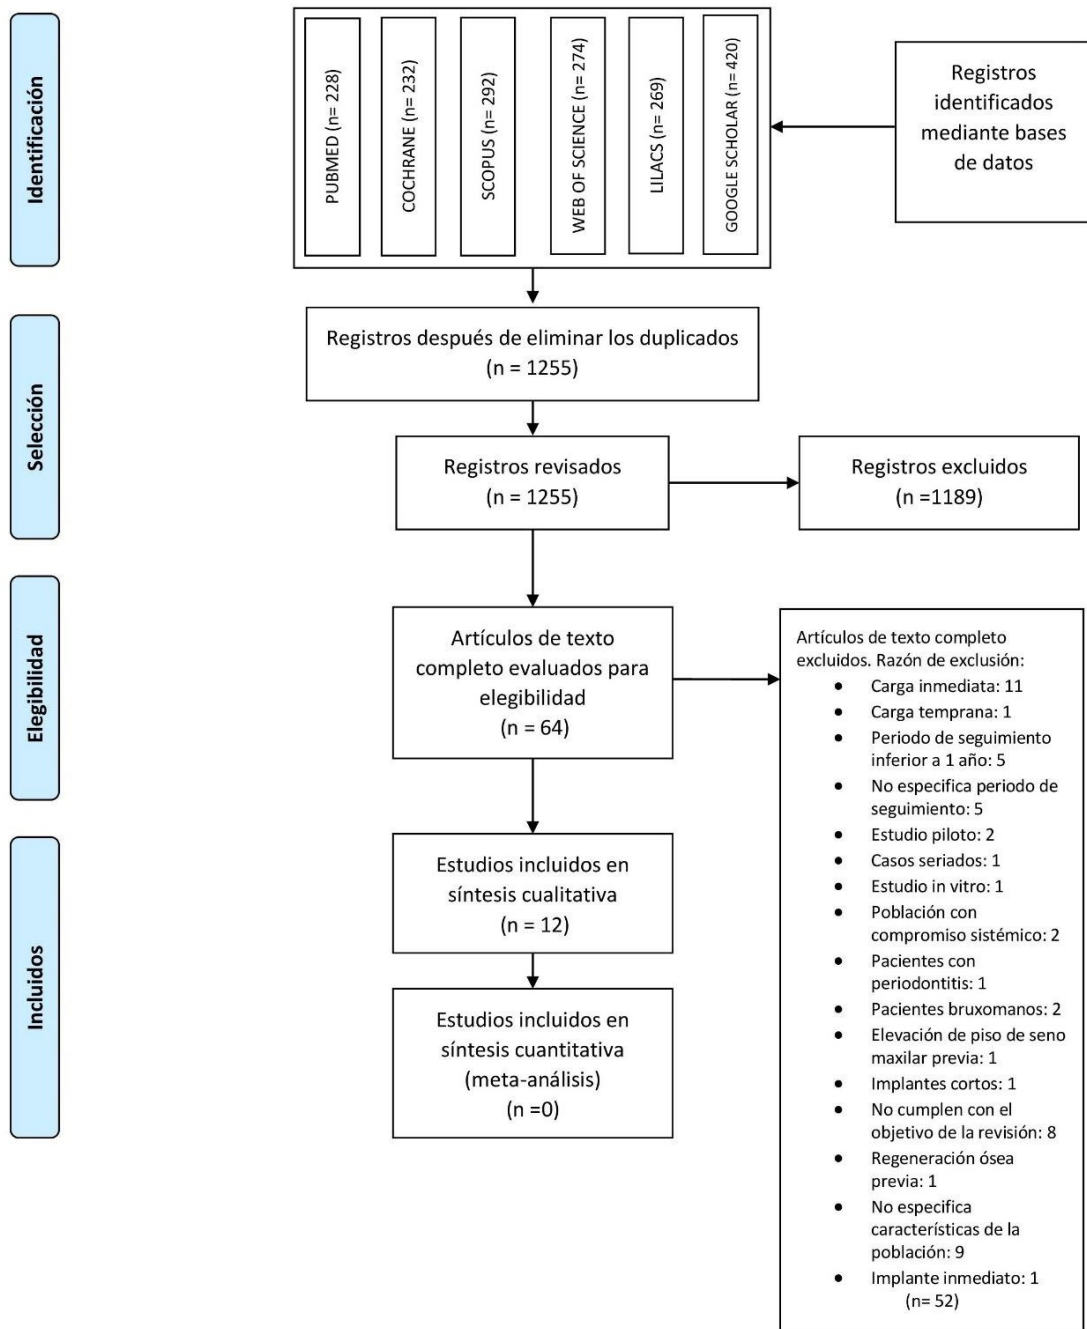 Identificación
PUBMED (n= 228)
COCHRANE (n= 232)
SCOPUS (n= 292)
WEB OF SCIENCE (n= 274)
LILACS (n= 269)
GOOGLE SCHOLAR (n= 420)
Registros
identificados
mediante bases
de datos
Selección
Registros después de eliminar los duplicados
(n = 1255)
Registros revisados
(n = 1255)
Registros excluidos
(n =1189)
Elegibilidad
Artículos de texto
completo evaluados para
elegibilidad
(n = 64)
Artículos de texto completo
excluidos. Razón de exclusión:
● Carga inmediata: 11
● Carga temprana: 1
● Periodo de seguimiento
inferior a 1 año: 5
● No especifica periodo de
seguimiento: 5
● Estudio piloto: 2
● Casos seriados: 1
● Estudio in vitro: 1
● Población con
compromiso sistémico: 2
● Pacientes con
periodontitis: 1
● Pacientes bruxomanos: 2
● Elevación de piso de seno
maxilar previa: 1
● Implantes cortos: 1
● No cumplen con el
objetivo de la revisión: 8
● Regeneración ósea
previa: 1
● No especifica
características de la
población: 9
● Implante inmediato: 1
(n= 52)
Incluidos
Estudios incluidos en
síntesis cualitativa
(n = 12)
Estudios incluidos en
síntesis cuantitativa
(meta-análisis)
(n =0)